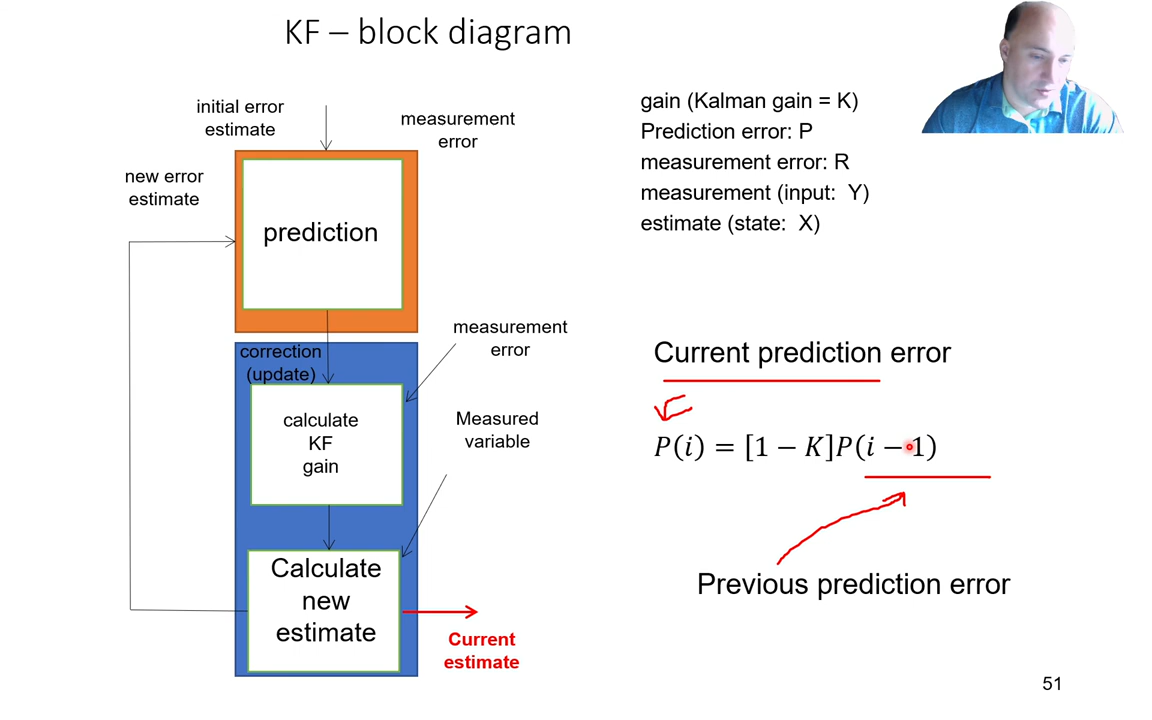 KF – block diagram
initial error
estimate
measurement
error
new error
estimate
prediction
correction
(update)
measurement
error
calculate
KF
gain
Measured
variable
Calculate
new
estimate
Current
estimate
gain (Kalman gain = K)
Prediction error: P
measurement error: R
measurement (input:  Y)
estimate (state:  X)
Current prediction error
P(i) = [1 − K]P(i − 1)
Previous prediction error
51